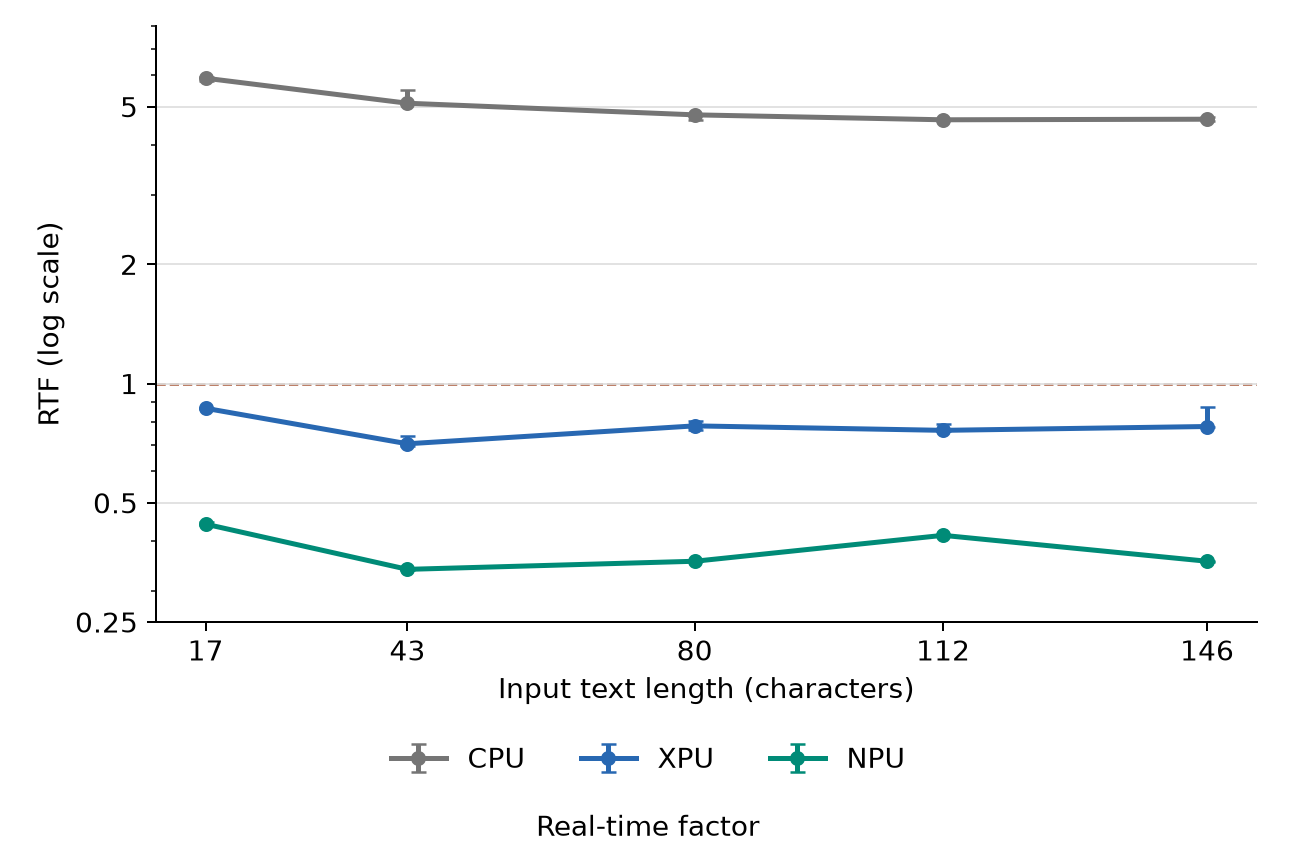 RTF (log scale)
5
2
1
0.5
0.25
17 43 80 112 146
Input text length (characters)
CPU XPU NPU
Real-time factor